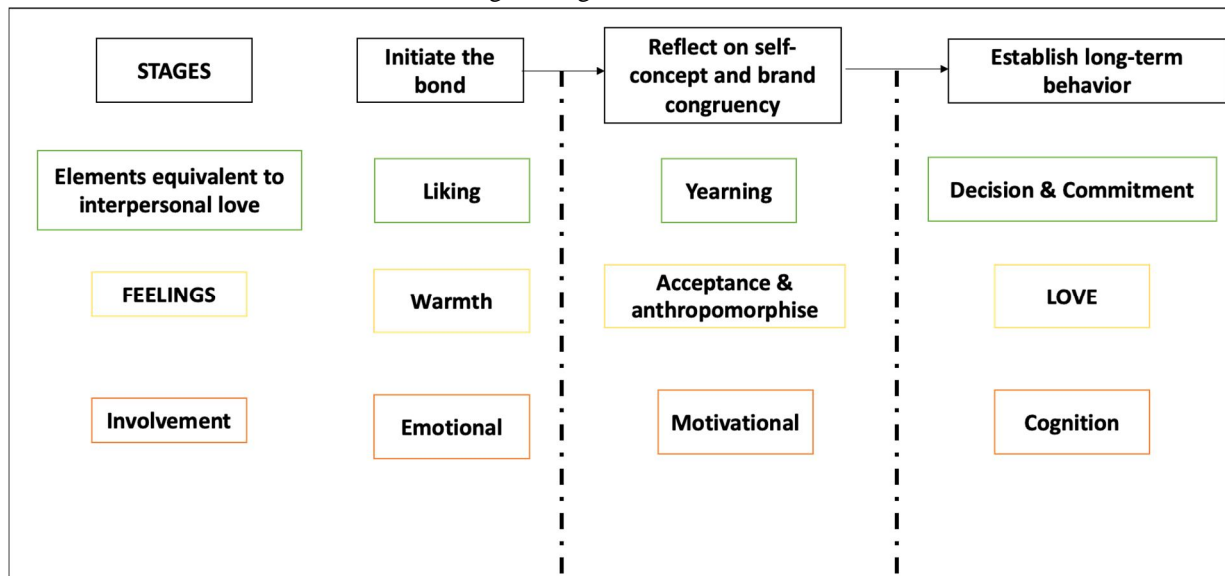 STAGES
Initiate the
bond
Reflect on self-
concept and brand
congruency
Establish long-term
behavior
Elements equivalent to
interpersonal love
Liking
Yearning
Decision & Commitment
FEELINGS
Warmth
Acceptance &
anthropomorphise
LOVE
Involvement
Emotional
Motivational
Cognition